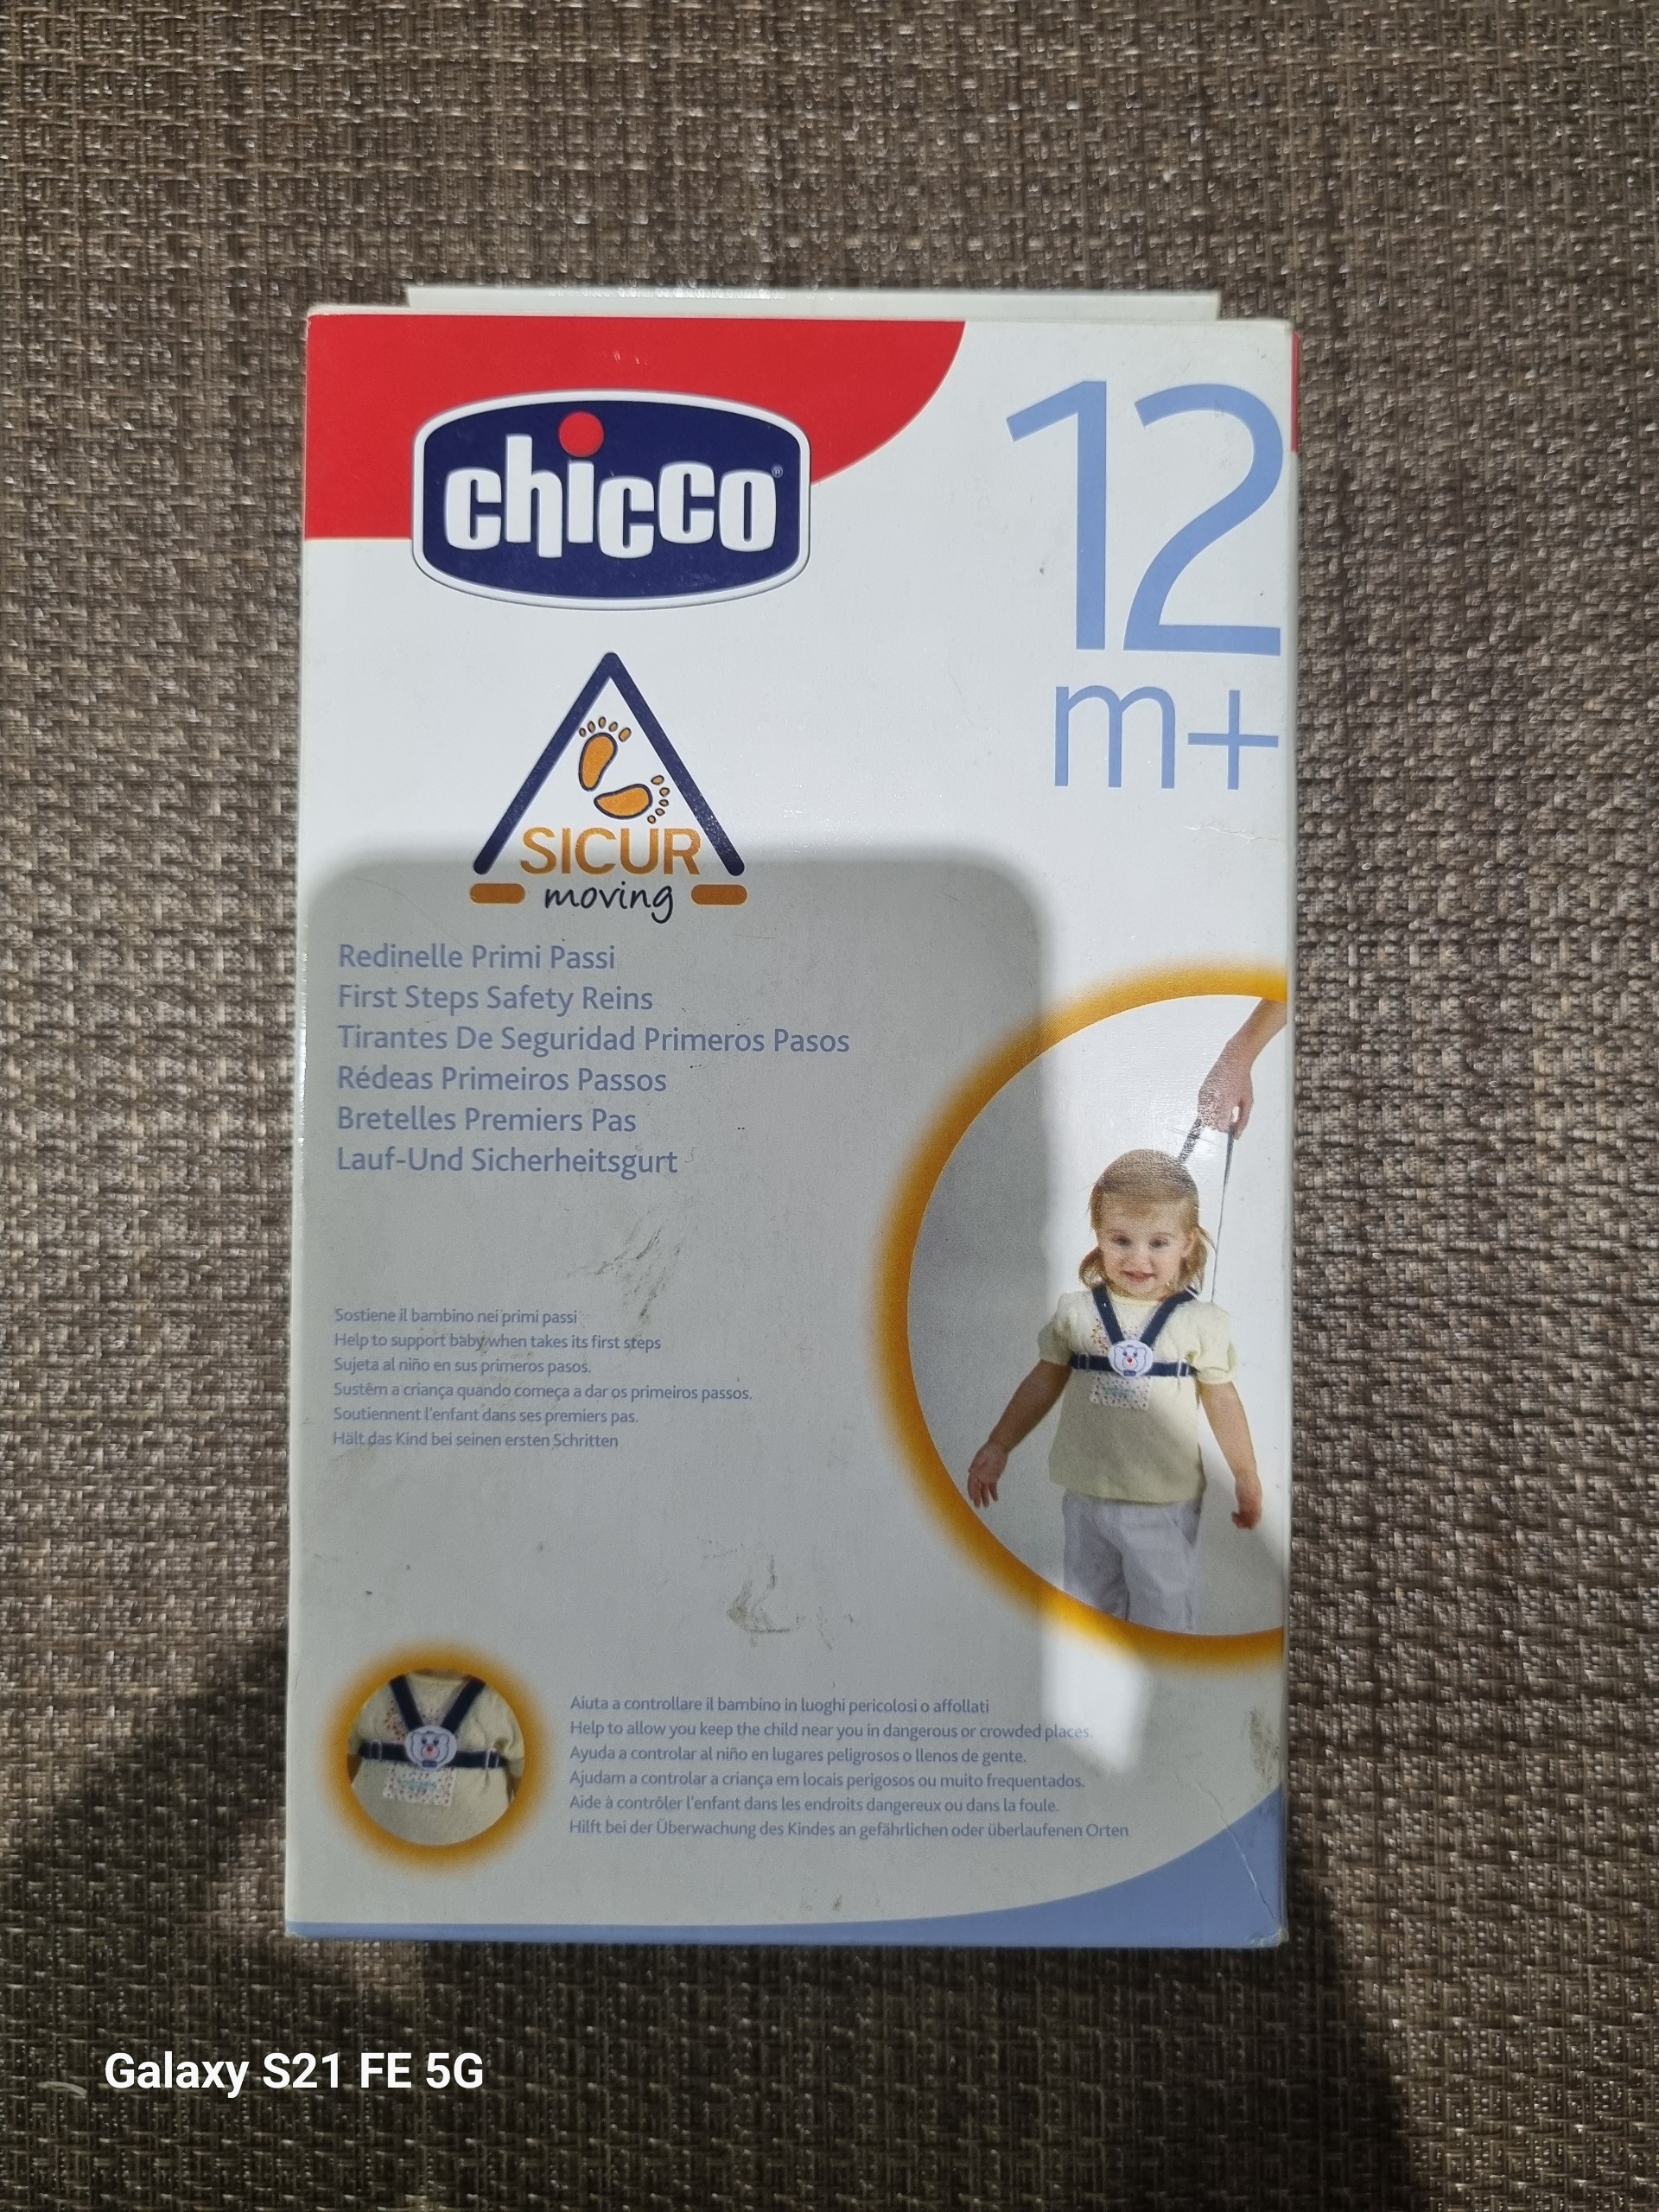 chicco®
12
m+
SICUR
moving
Redinelle Primi Passi
First Steps Safety Reins
Tirantes De Seguridad Primeros Pasos
Rédeas Primeiros Passos
Bretelles Premiers Pas
Lauf-Und Sicherheitsgurt
Sostiene il bambino nei primi passi
Help to support baby when takes its first steps
Sujeta al niño en sus primeros pasos.
Sustêm a criança quando começa a dar os primeiros passos.
Soutiennent l'enfant dans ses premiers pas.
Hält das Kind bei seinen ersten Schritten
Aiuta a controllare il bambino in luoghi pericolosi o affollati
Help to allow you keep the child near you in dangerous or crowded places.
Ayuda a controlar al niño en lugares peligrosos o llenos de gente.
Ajudam a controlar a criança em locais perigosos ou muito frequentados.
Aide à contrôler l'enfant dans les endroits dangereux ou dans la foule.
Hilft bei der Überwachung des Kindes an gefährlichen oder überlaufenen Orten
Galaxy S21 FE 5G